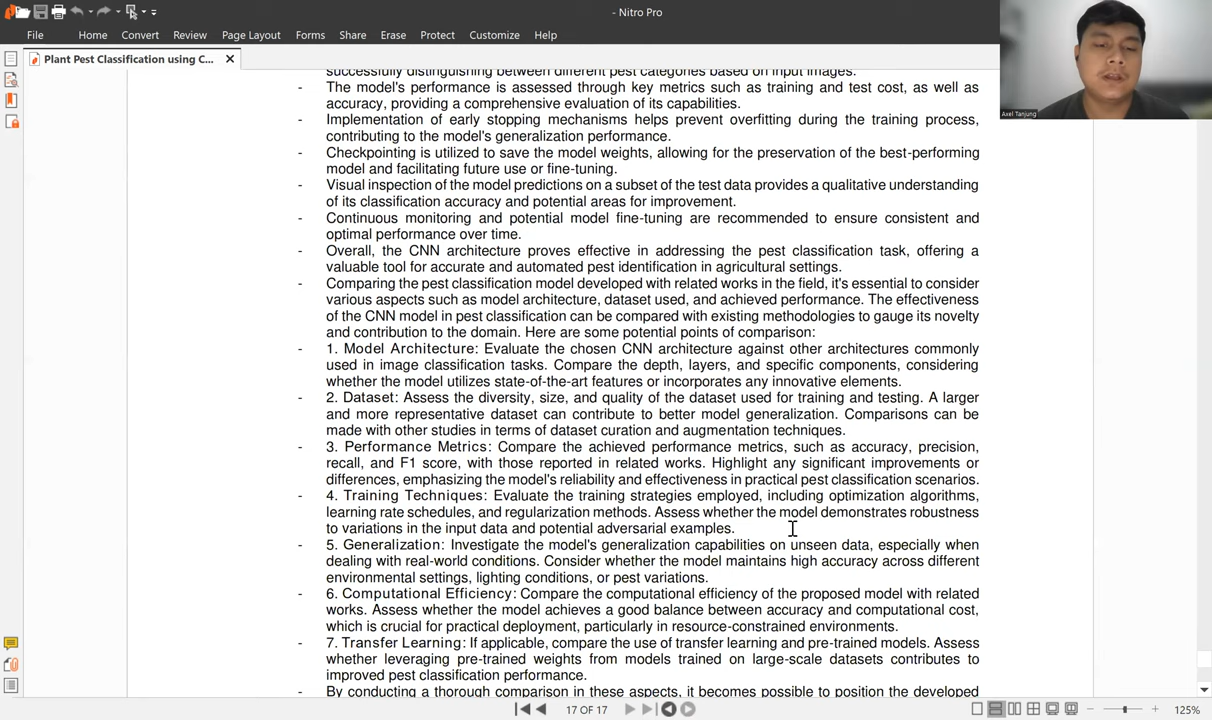 - Nitro Pro
File Home Convert Review Page Layout Forms Share Erase Protect Customize Help
Plant Pest Classification using C...
Axel Tanjung
successfully distinguishing between different pest categories based on input images.
- The model's performance is assessed through key metrics such as training and test cost, as well as
accuracy, providing a comprehensive evaluation of its capabilities.
- Implementation of early stopping mechanisms helps prevent overfitting during the training process,
contributing to the model's generalization performance.
- Checkpointing is utilized to save the model weights, allowing for the preservation of the best-performing
model and facilitating future use or fine-tuning.
- Visual inspection of the model predictions on a subset of the test data provides a qualitative understanding
of its classification accuracy and potential areas for improvement.
- Continuous monitoring and potential model fine-tuning are recommended to ensure consistent and
optimal performance over time.
- Overall, the CNN architecture proves effective in addressing the pest classification task, offering a
valuable tool for accurate and automated pest identification in agricultural settings.
- Comparing the pest classification model developed with related works in the field, it's essential to consider
various aspects such as model architecture, dataset used, and achieved performance. The effectiveness
of the CNN model in pest classification can be compared with existing methodologies to gauge its novelty
and contribution to the domain. Here are some potential points of comparison:
- 1. Model Architecture: Evaluate the chosen CNN architecture against other architectures commonly
used in image classification tasks. Compare the depth, layers, and specific components, considering
whether the model utilizes state-of-the-art features or incorporates any innovative elements.
- 2. Dataset: Assess the diversity, size, and quality of the dataset used for training and testing. A larger
and more representative dataset can contribute to better model generalization. Comparisons can be
made with other studies in terms of dataset curation and augmentation techniques.
- 3. Performance Metrics: Compare the achieved performance metrics, such as accuracy, precision,
recall, and F1 score, with those reported in related works. Highlight any significant improvements or
differences, emphasizing the model's reliability and effectiveness in practical pest classification scenarios.
- 4. Training Techniques: Evaluate the training strategies employed, including optimization algorithms,
learning rate schedules, and regularization methods. Assess whether the model demonstrates robustness
to variations in the input data and potential adversarial examples.
- 5. Generalization: Investigate the model's generalization capabilities on unseen data, especially when
dealing with real-world conditions. Consider whether the model maintains high accuracy across different
environmental settings, lighting conditions, or pest variations.
- 6. Computational Efficiency: Compare the computational efficiency of the proposed model with related
works. Assess whether the model achieves a good balance between accuracy and computational cost,
which is crucial for practical deployment, particularly in resource-constrained environments.
- 7. Transfer Learning: If applicable, compare the use of transfer learning and pre-trained models. Assess
whether leveraging pre-trained weights from models trained on large-scale datasets contributes to
improved pest classification performance.
- By conducting a thorough comparison in these aspects, it becomes possible to position the developed
17 OF 17
125%